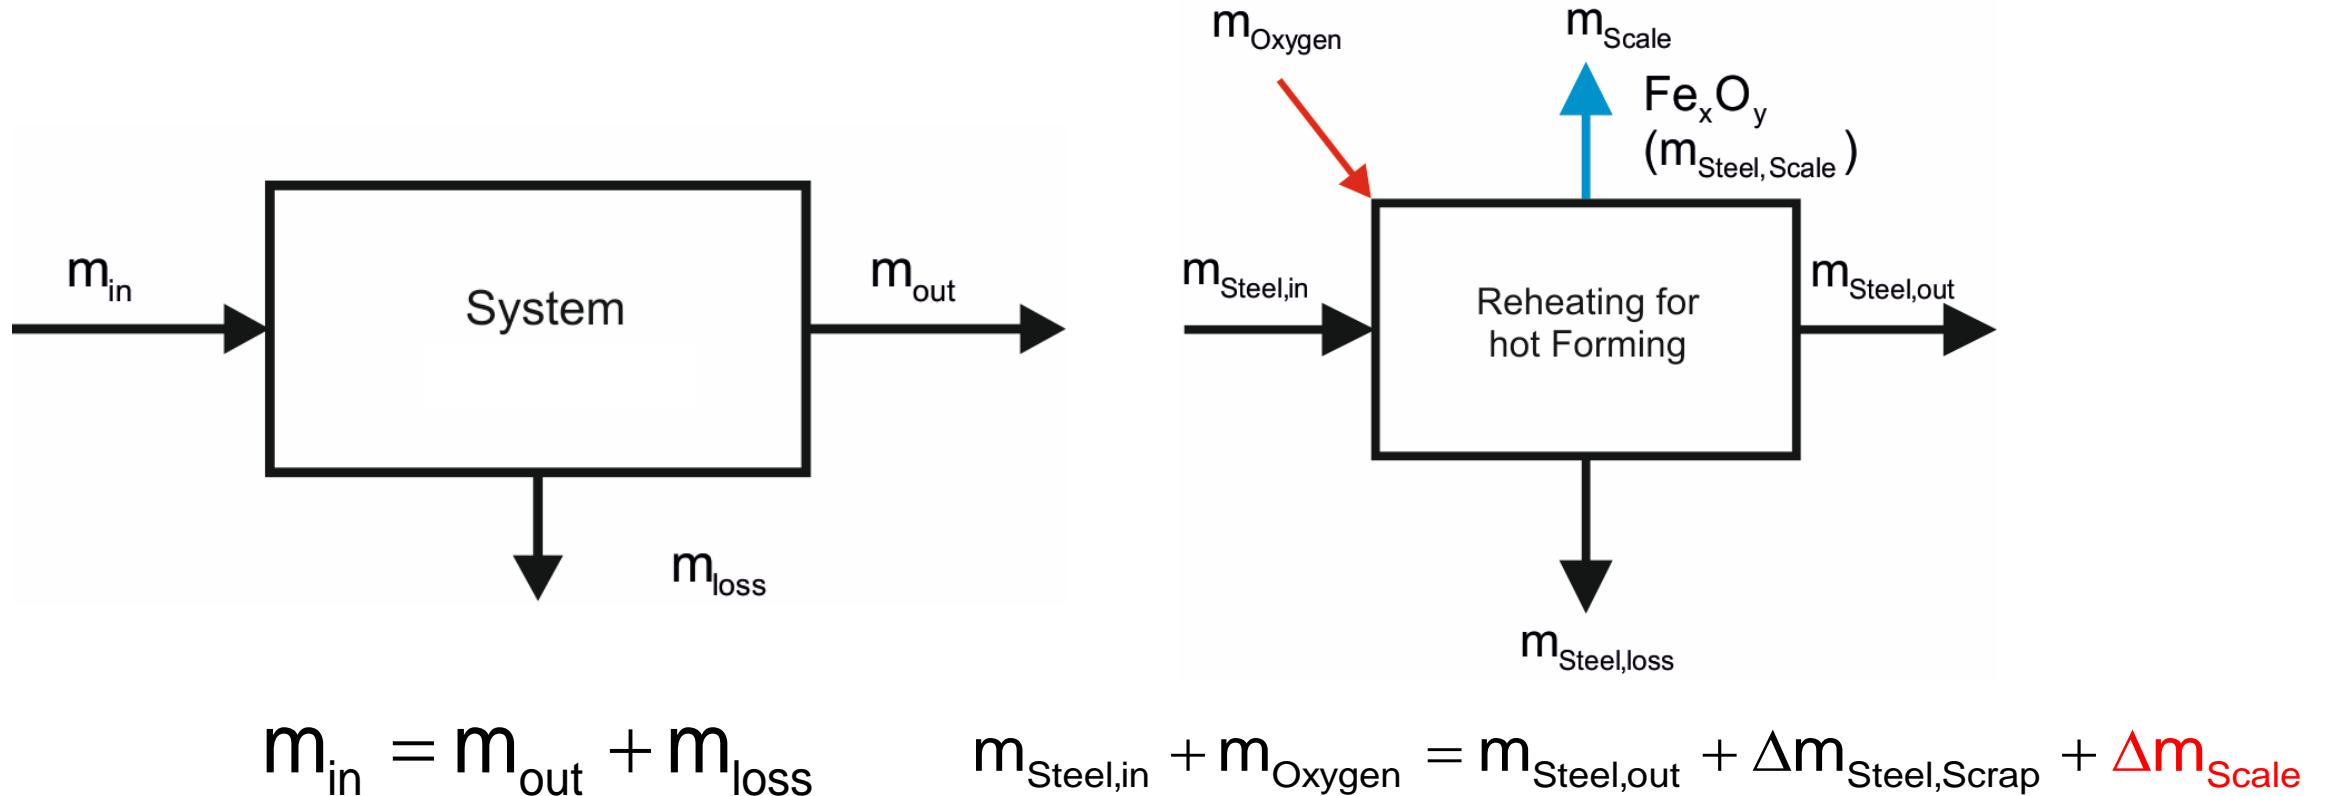 m_in
System
m_out
m_loss
m_in = m_out + m_loss
m_Oxygen
m_Scale
Fe_xO_y
(m_Steel,Scale)
m_Steel,in
Reheating for
hot Forming
m_Steel,out
m_Steel,loss
m_Steel,in + m_Oxygen = m_Steel,out + Δm_Steel,Scrap + Δm_Scale